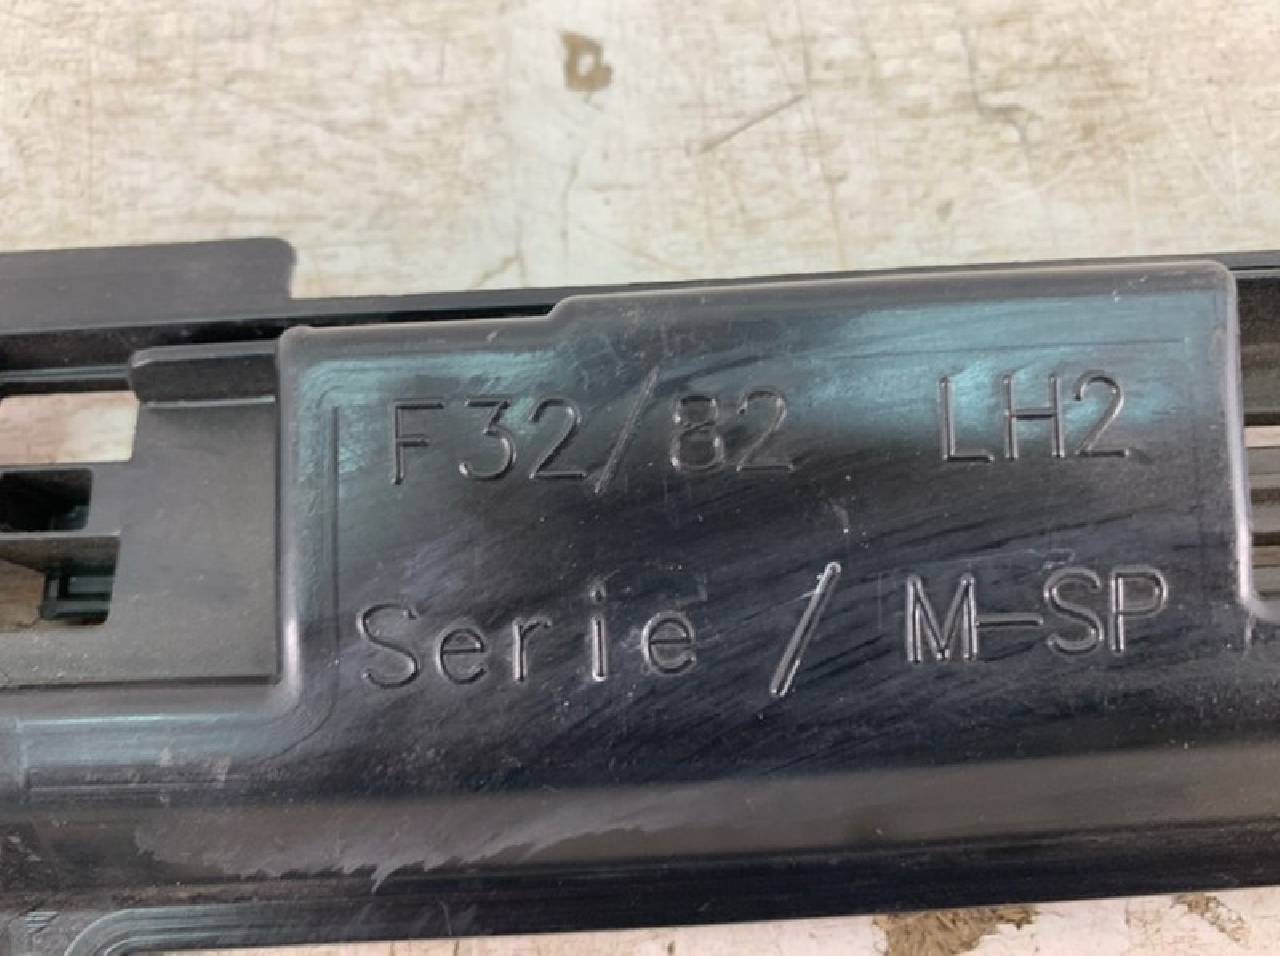 F32/82 LH2
Serie / M-SP